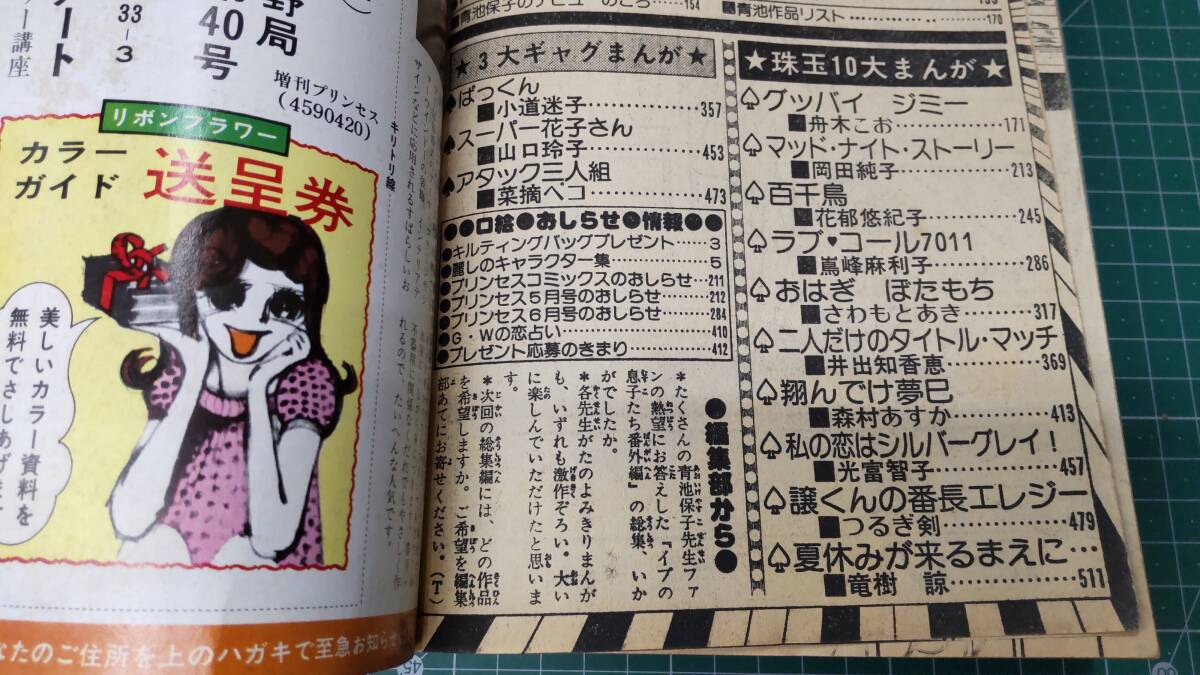 野局
40号
33-3
講座
増刊プリンセス
(4590420)
キリトリ線
リボンフラワー
カラー
ガイド
送呈券
美しいカラー資料を
無料でさしあげます
なたのご住所を上のハガキで至急お知らせ
■青池保子のデビューのころ……154
■青池作品リスト……170
★3大ギャグまんが★
♠ぱっくん
■小道迷子……357
♠スーパー花子さん
■山口玲子……453
♠アタック三人組
■菜摘ペコ……473
●●口絵●おしらせ●情報●●
●キルティングバッグプレゼント……3
●麗しのキャラクター集……5
●プリンセスコミックスのおしらせ…211
●プリンセス5月号のおしらせ……212
●プリンセス6月号のおしらせ……284
●G・Wの恋占い……410
●プレゼント応募のきまり……412
●編集部から●
*たくさんの青池保子先生ファ
ンの熱望にお答えした『イブの
息子たち番外編』の総集、いか
がでしたか。
*各先生がたのよみきりまんが
も、いずれも激作ぞろい。大い
に楽しんでいただけたと思いま
す。
*次回の総集編には、どの作品
を希望しますか。ご希望を編集
部あてにお寄せください。(T)
★珠玉10大まんが★
♤グッバイ ジミー
■舟木こお……171
♤マッド・ナイト・ストーリー
■岡田純子……213
♤百千鳥
■花郁悠紀子……245
♤ラブ♥コール7011
■嶌峰麻利子……286
♤おはぎ ぼたもち
■さわもとあき……317
♤二人だけのタイトル・マッチ
■井出知香恵……369
♠翔んでけ夢巳
■森村あすか……413
♠私の恋はシルバーグレイ!
■光富智子……457
♠譲くんの番長エレジー
■つるぎ剣……479
♠夏休みが来るまえに…
■竜樹 諒……511